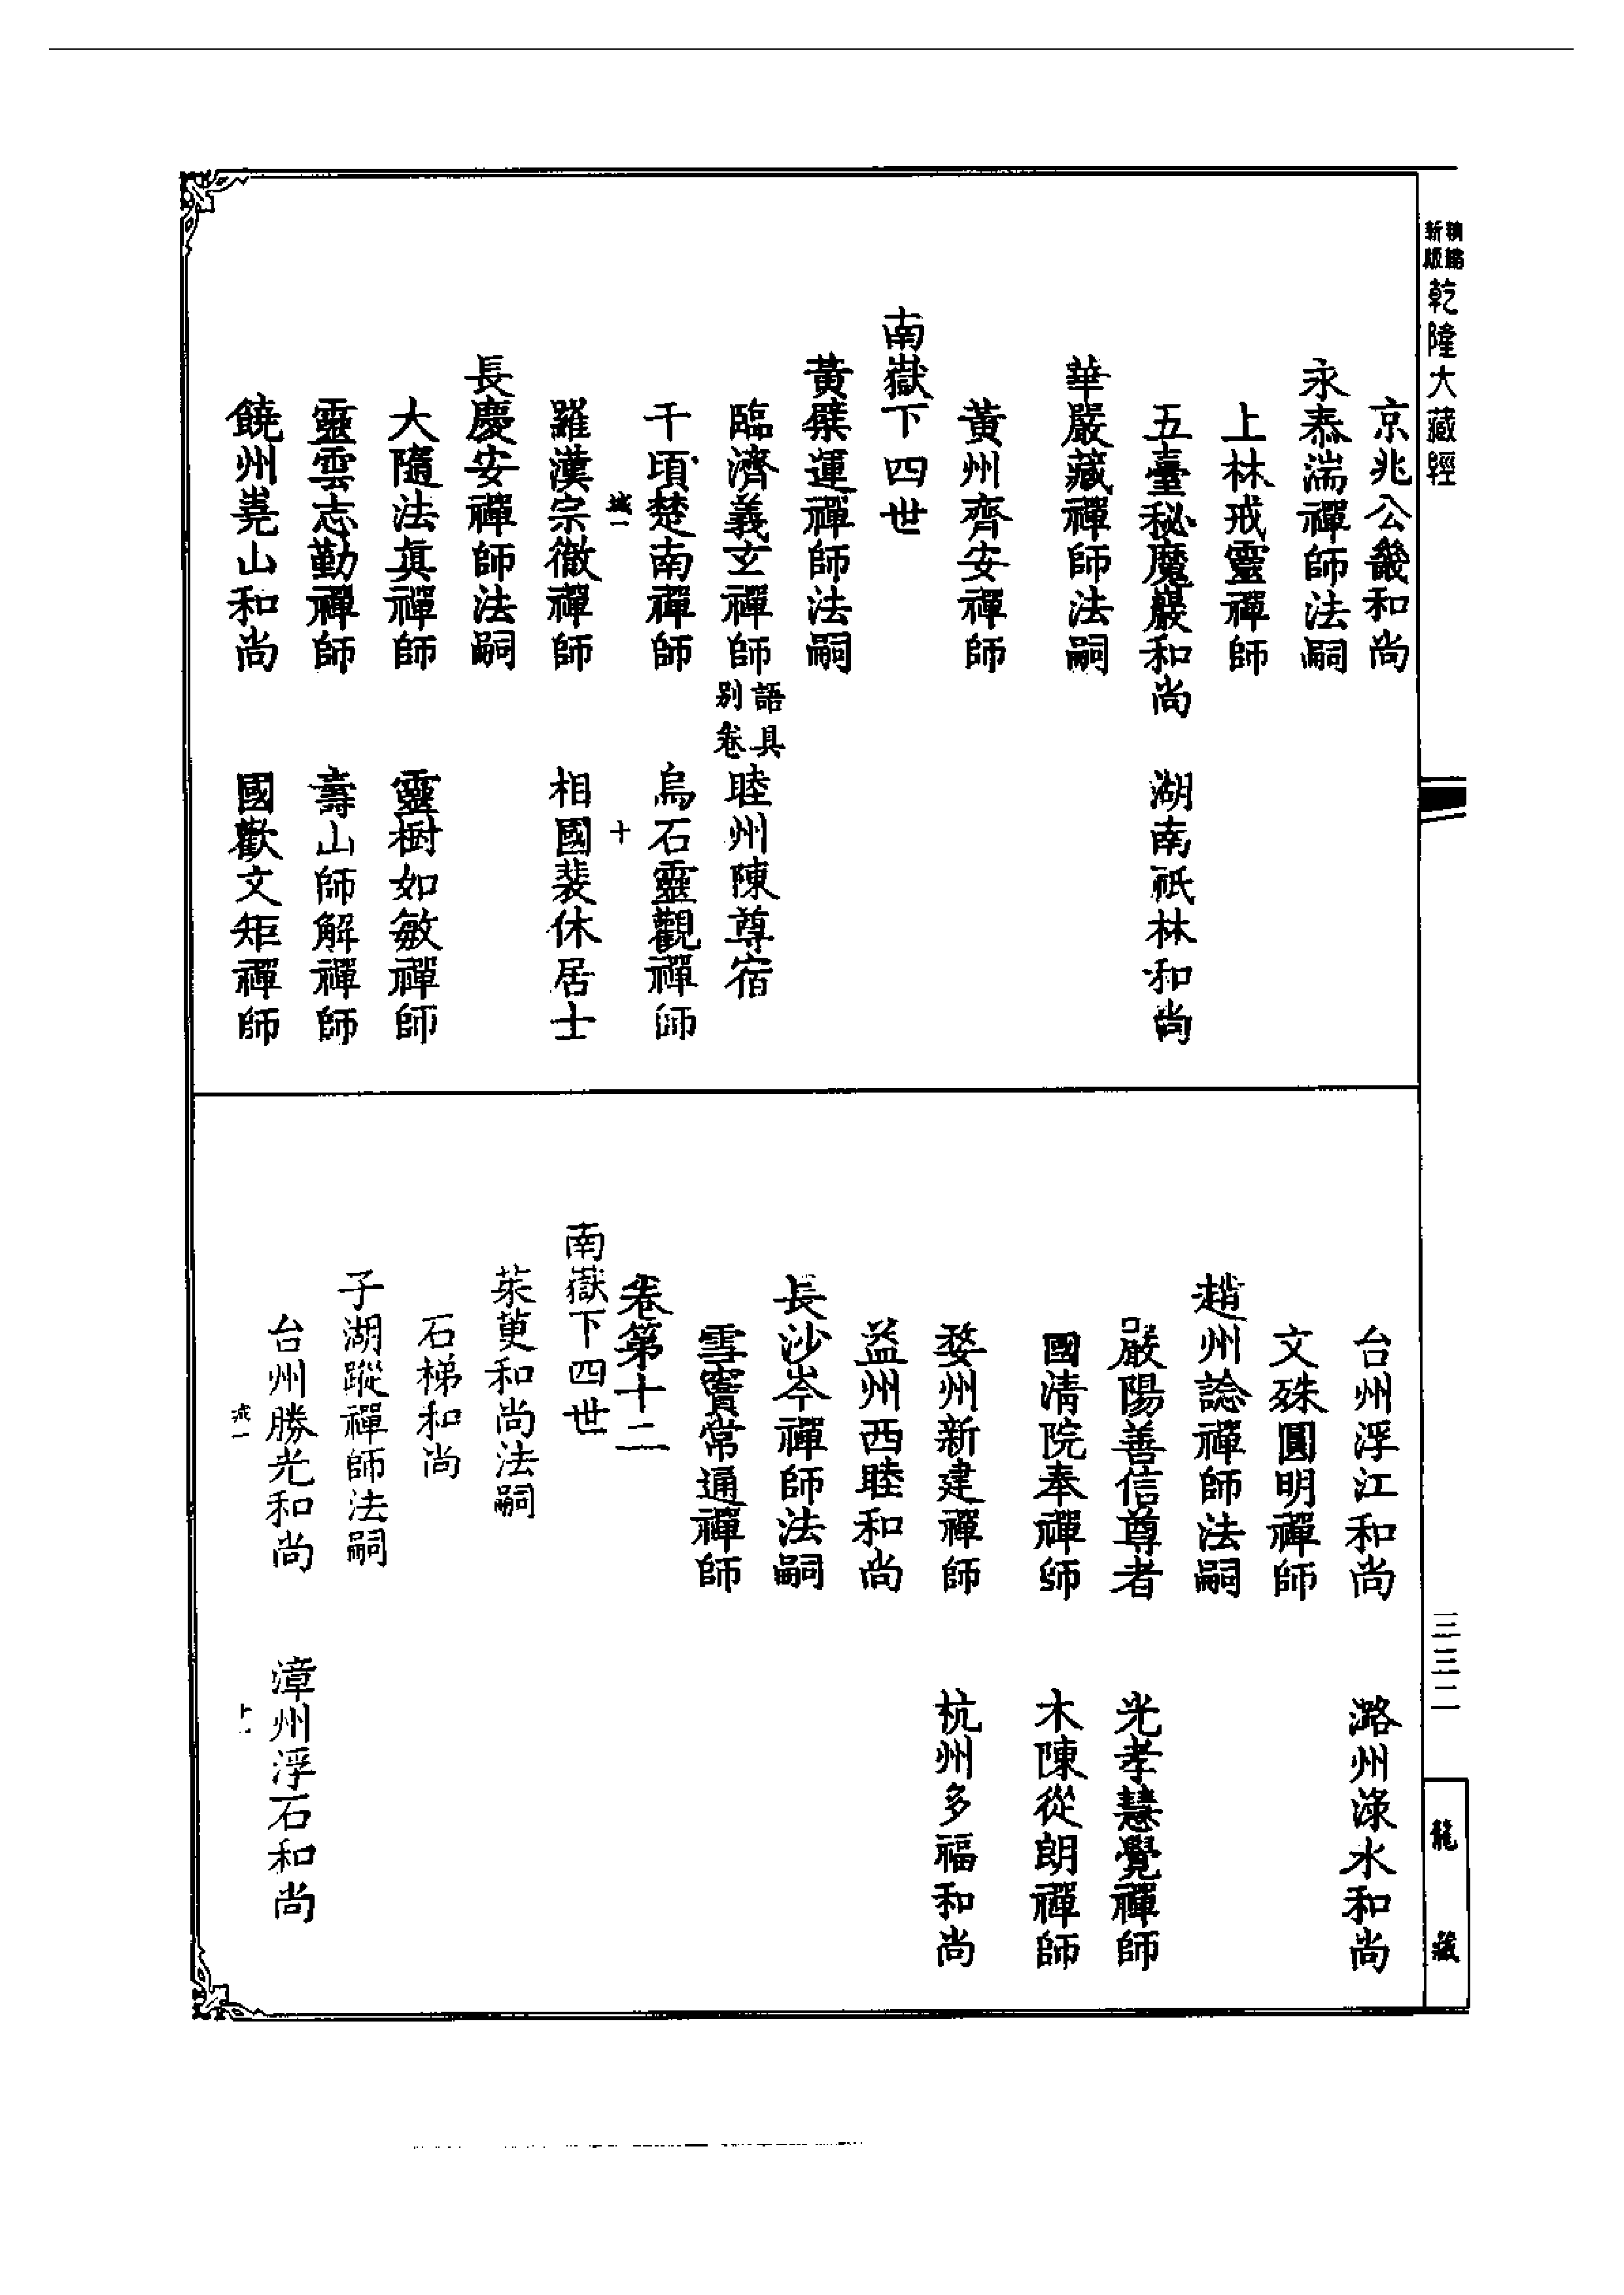 精縮新版乾隆大藏經
京兆公畿和尚
永泰湍禪師法嗣
上林戒靈禪師
五臺秘魔巖和尚 湖南祇林和尚
華嚴藏禪師法嗣
黃州齊安禪師
南嶽下四世
黃檗運禪師法嗣
臨濟義玄禪師語具別卷 睦州陳尊宿
千頃楚南禪師 烏石靈觀禪師
十
羅漢宗徹禪師 相國裴休居士
長慶安禪師法嗣
大隨法真禪師 靈樹如敏禪師
靈雲志勤禪師 壽山師解禪師
饒州嶤山和尚 國歡文矩禪師
台州浮江和尚 潞州淥水和尚
文殊圓明禪師
趙州諗禪師法嗣
嚴陽善信尊者 光孝慧覺禪師
國清院奉禪師 木陳從朗禪師
婺州新建禪師 杭州多福和尚
益州西睦和尚
長沙岑禪師法嗣
雪竇常通禪師
卷第十二
南嶽下四世
茱萸和尚法嗣
石梯和尚
子湖蹤禪師法嗣
台州勝光和尚 漳州浮石和尚
三三二
龍藏